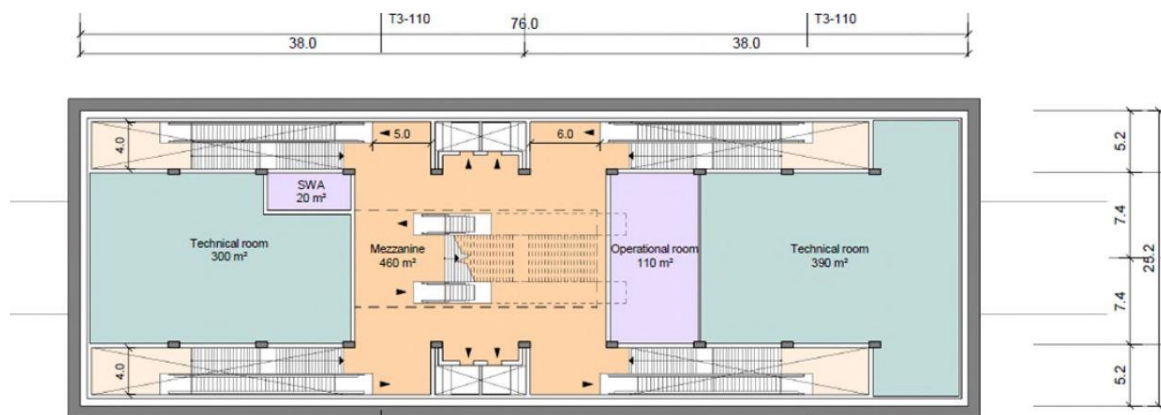 T3-110
76.0
T3-110
38.0
38.0
4.0
5.0
6.0
5.2
SWA
20 m²
7.4
Technical room
300 m²
Mezzanine
460 m²
Operational room
110 m²
Technical room
390 m²
25.2
7.4
4.0
5.2